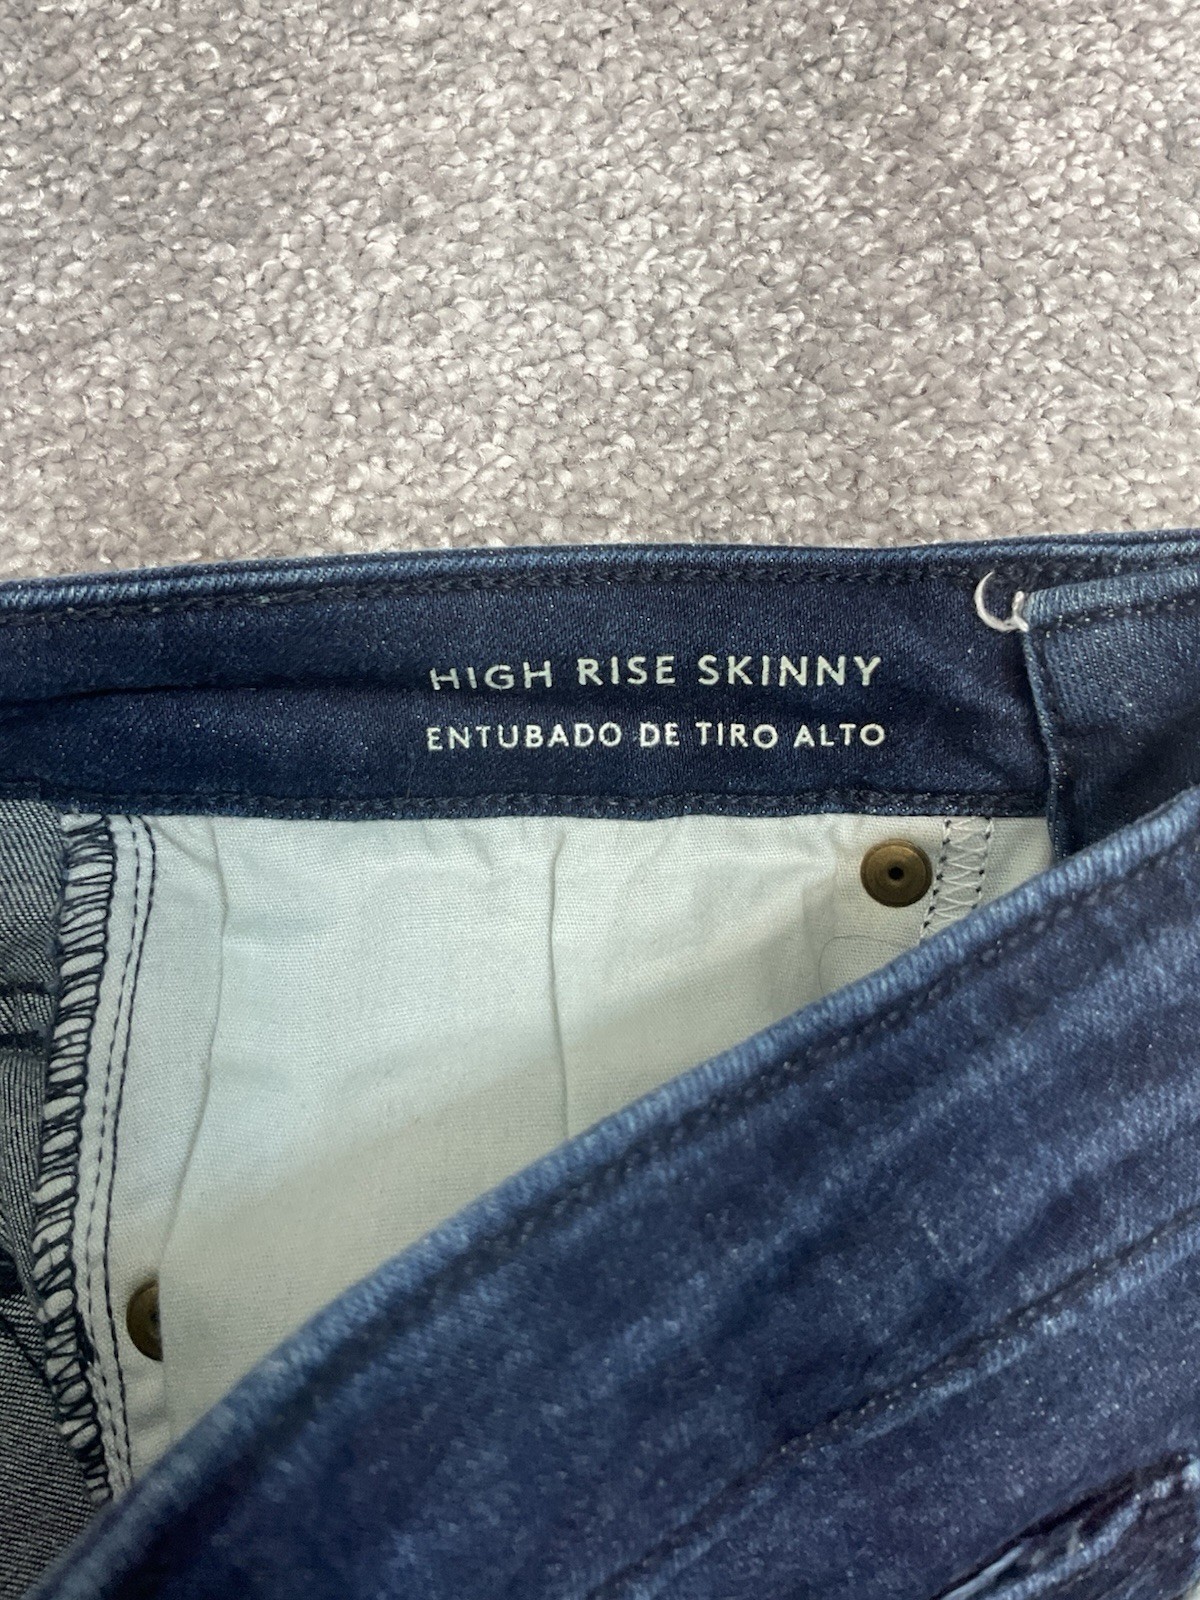 HIGH RISE SKINNY
ENTUBADO DE TIRO ALTO